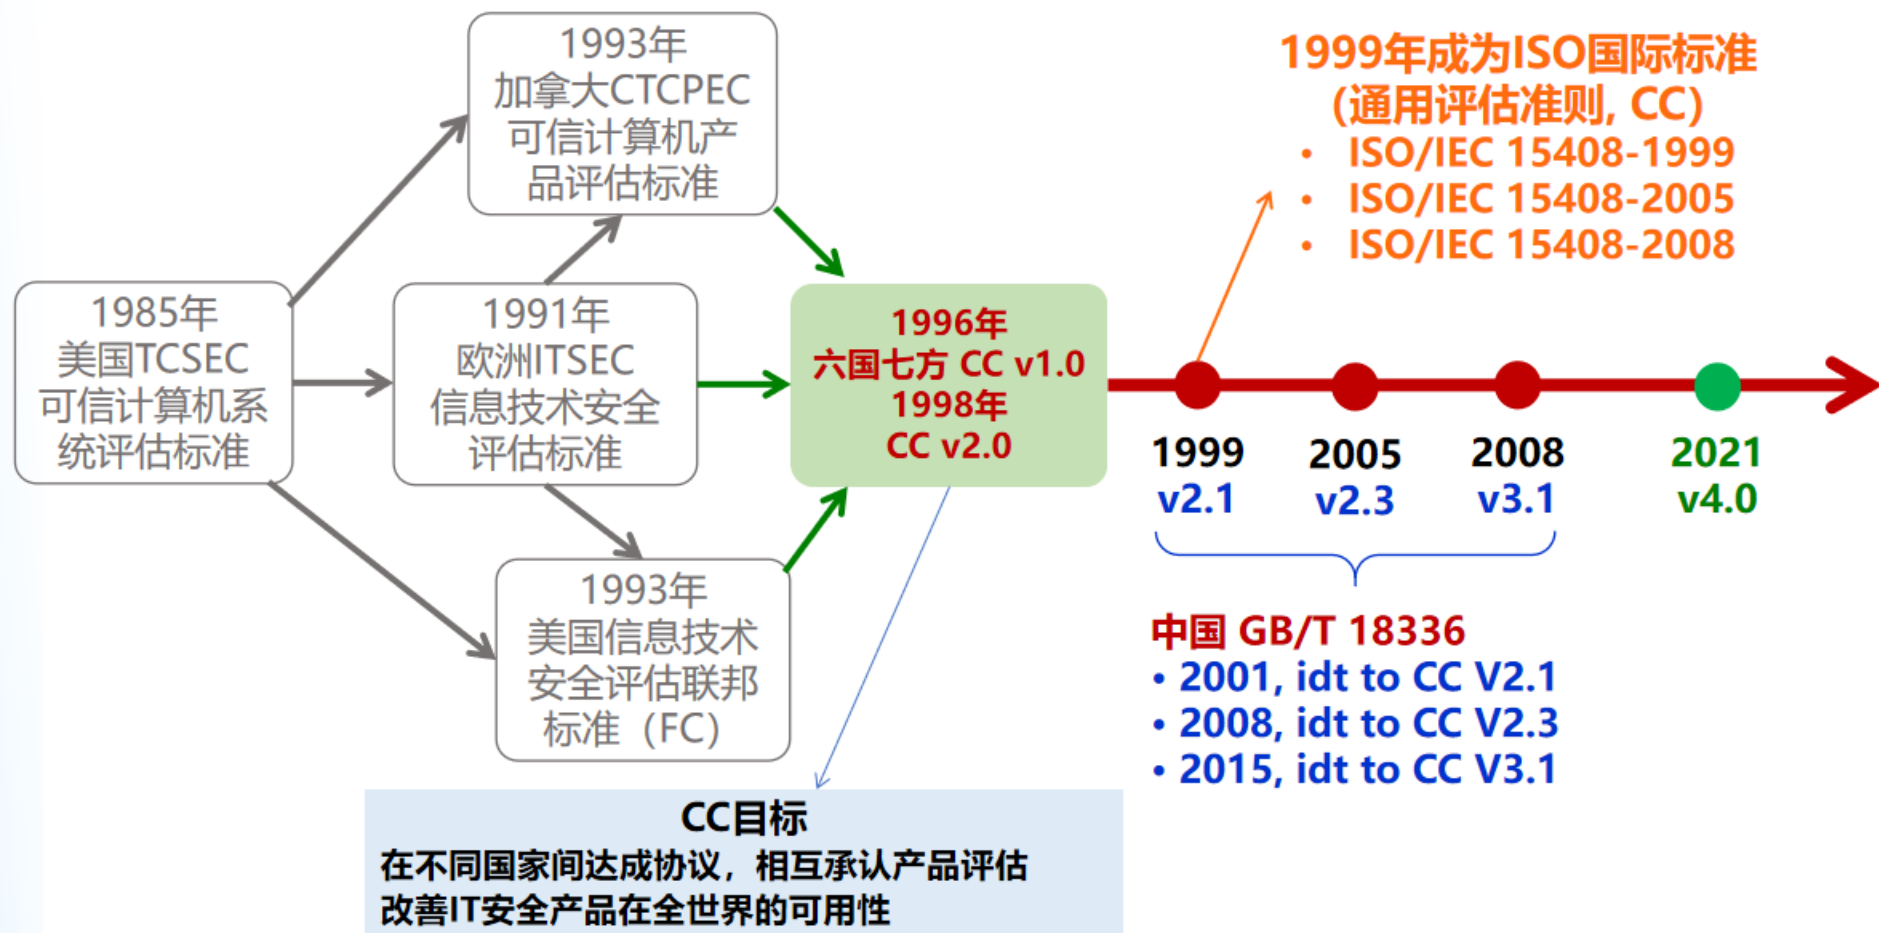 1993年
加拿大CTCPEC
可信计算机产
品评估标准
1985年
美国TCSEC
可信计算机系
统评估标准
1991年
欧洲ITSEC
信息技术安全
评估标准
1993年
美国信息技术
安全评估联邦
标准（FC）
1996年
六国七方 CC v1.0
1998年
CC v2.0
CC目标
在不同国家间达成协议，相互承认产品评估
改善IT安全产品在全世界的可用性
1999年成为ISO国际标准
(通用评估准则, CC)
• ISO/IEC 15408-1999
• ISO/IEC 15408-2005
• ISO/IEC 15408-2008
1999
v2.1
2005
v2.3
2008
v3.1
2021
v4.0
中国 GB/T 18336
• 2001, idt to CC V2.1
• 2008, idt to CC V2.3
• 2015, idt to CC V3.1